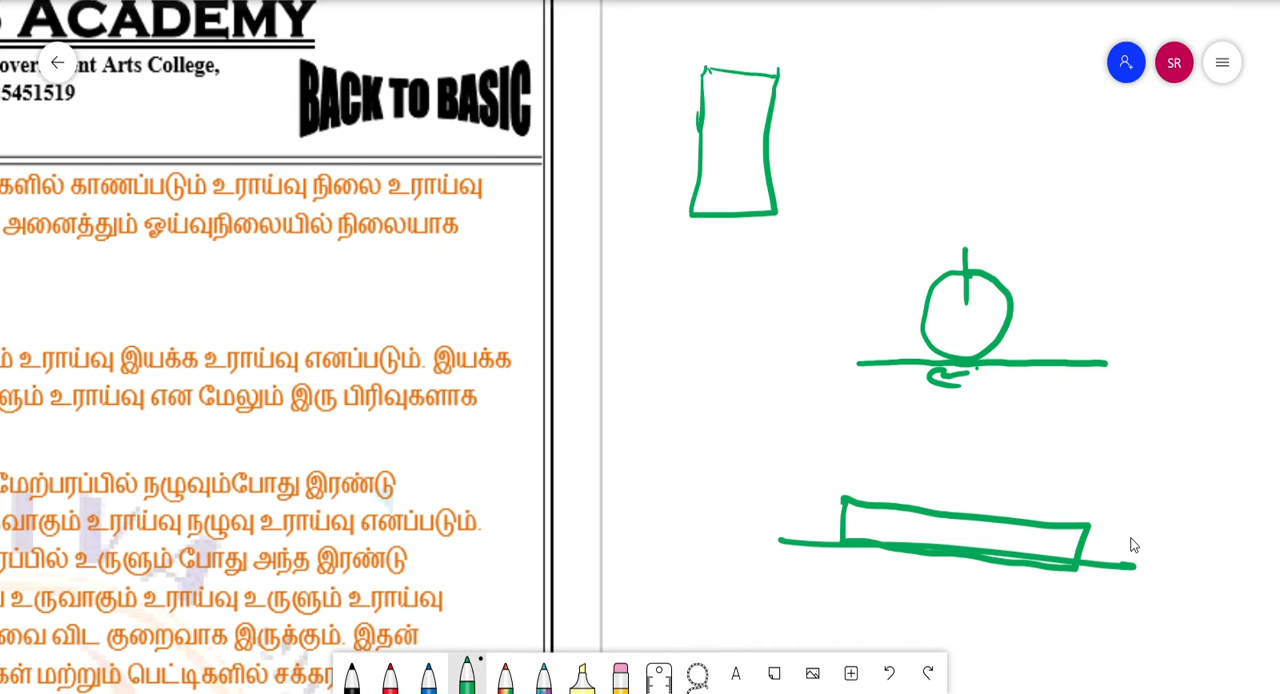 ACADEMY
nt Arts College,
5451519
BACK TO BASIC
SR
களில் காணப்படும் உராய்வு நிலை உராய்வு
அனைத்தும் ஓய்வுநிலையில் நிலையாக
ம் உராய்வு இயக்க உராய்வு எனப்படும். இயக்க
ளும் உராய்வு என மேலும் இரு பிரிவுகளாக
மேற்பரப்பில் நழுவும்போது இரண்டு
வாகும் உராய்வு நழுவு உராய்வு எனப்படும்.
ரப்பில் உருளும் போது அந்த இரண்டு
உருவாகும் உராய்வு உருளும் உராய்வு
வை விட குறைவாக இருக்கும். இதன்
கள் மற்றும் பெட்டிகளில் சக்கர
A